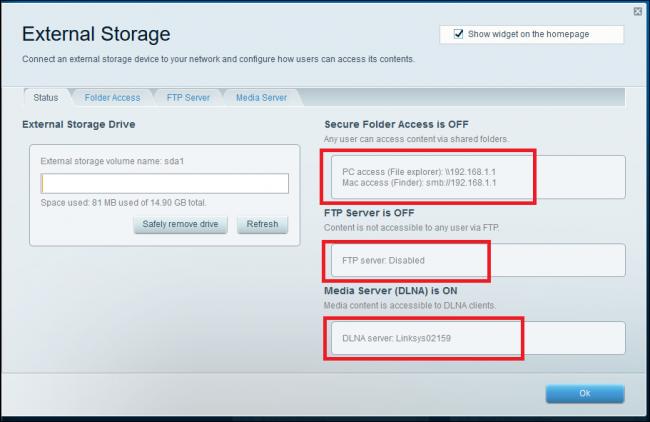 External Storage
Show widget on the homepage
Connect an external storage device to your network and configure how users can access its contents.
Status
Folder Access
FTP Server
Media Server
External Storage Drive
External storage volume name: sda1
Space used: 81 MB used of 14.90 GB total.
Safely remove drive
Refresh
Secure Folder Access is OFF
Any user can access content via shared folders.
PC access (File explorer): \\192.168.1.1
Mac access (Finder): smb://192.168.1.1
FTP Server is OFF
Content is not accessible to any user via FTP.
FTP server: Disabled
Media Server (DLNA) is ON
Media content is accessible to DLNA clients.
DLNA server: Linksys02159
Ok